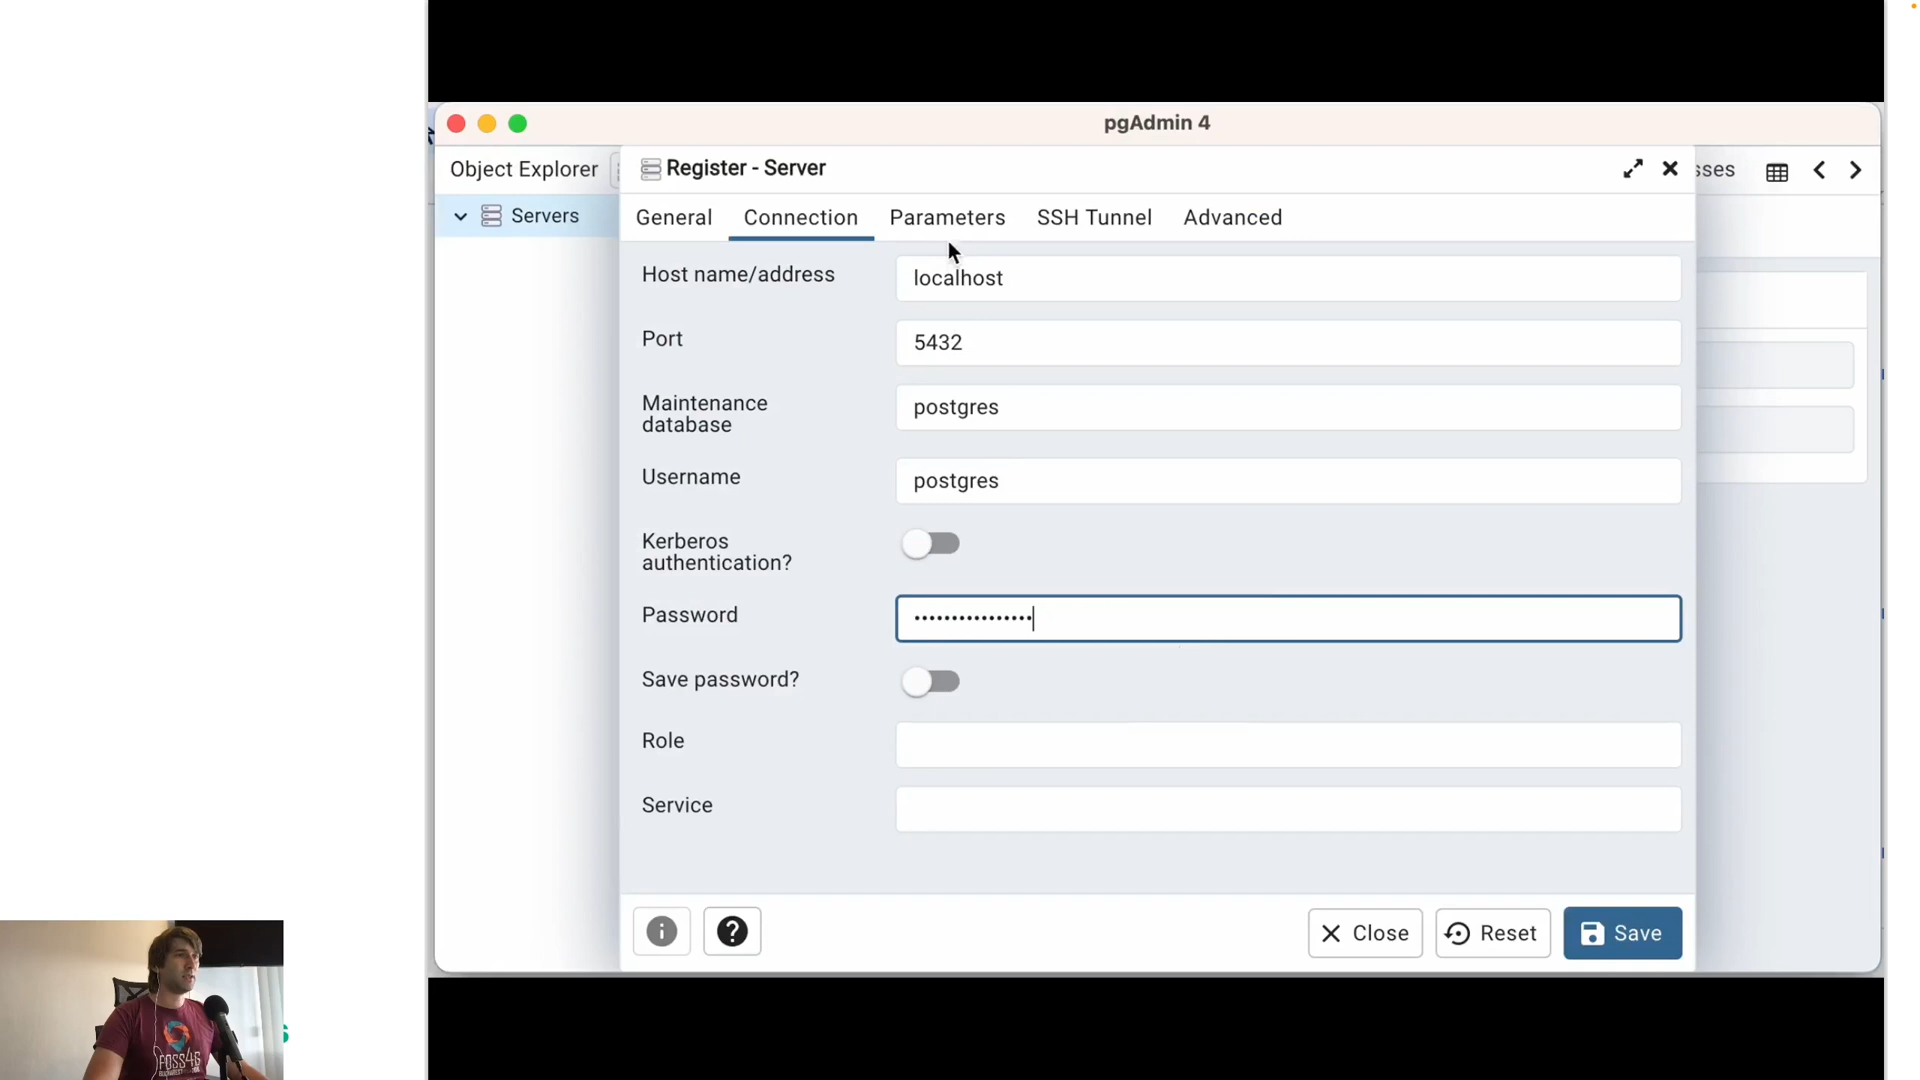 pgAdmin 4
Object Explorer
Register - Server
sses
Servers
General
Connection
Parameters
SSH Tunnel
Advanced
Host name/address
localhost
Port
5432
Maintenance
database
postgres
Username
postgres
Kerberos
authentication?
Password
••••••••••••••••
Save password?
Role
Service
Close
Reset
Save
FOSS4G
s